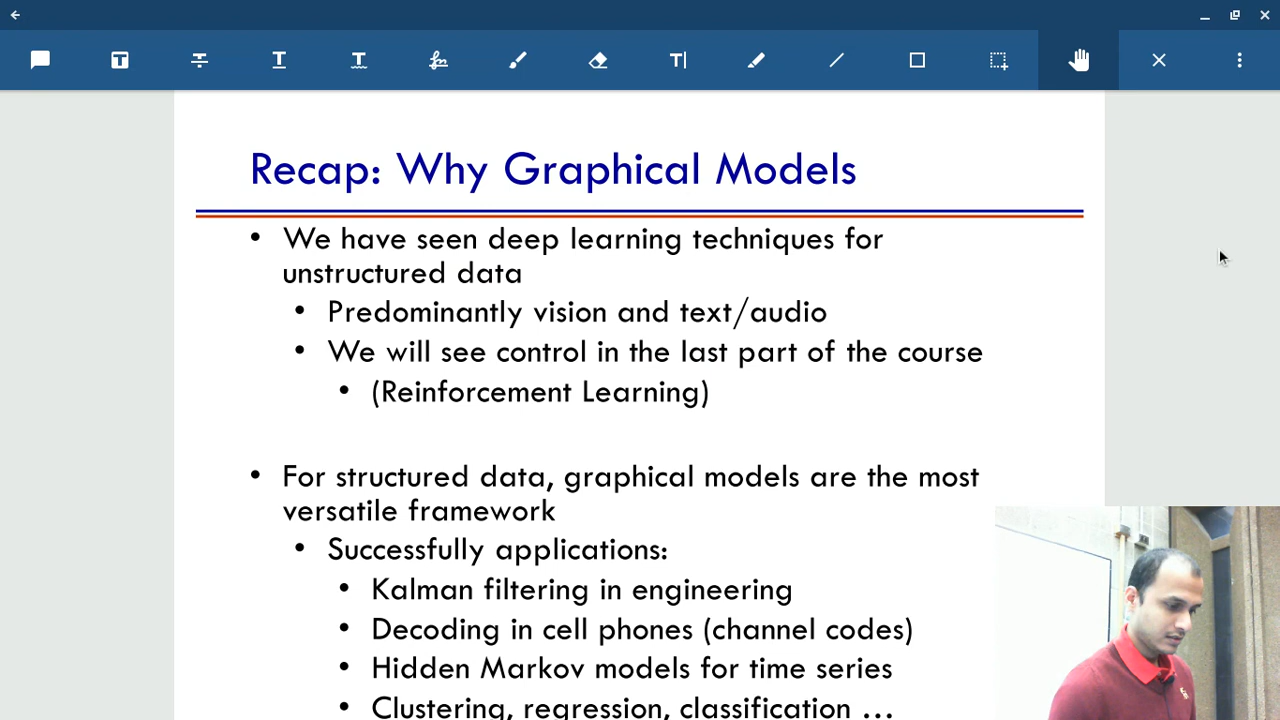 Recap: Why Graphical Models
• We have seen deep learning techniques for
unstructured data
• Predominantly vision and text/audio
• We will see control in the last part of the course
• (Reinforcement Learning)
• For structured data, graphical models are the most
versatile framework
• Successfully applications:
• Kalman filtering in engineering
• Decoding in cell phones (channel codes)
• Hidden Markov models for time series
• Clustering, regression, classification ...